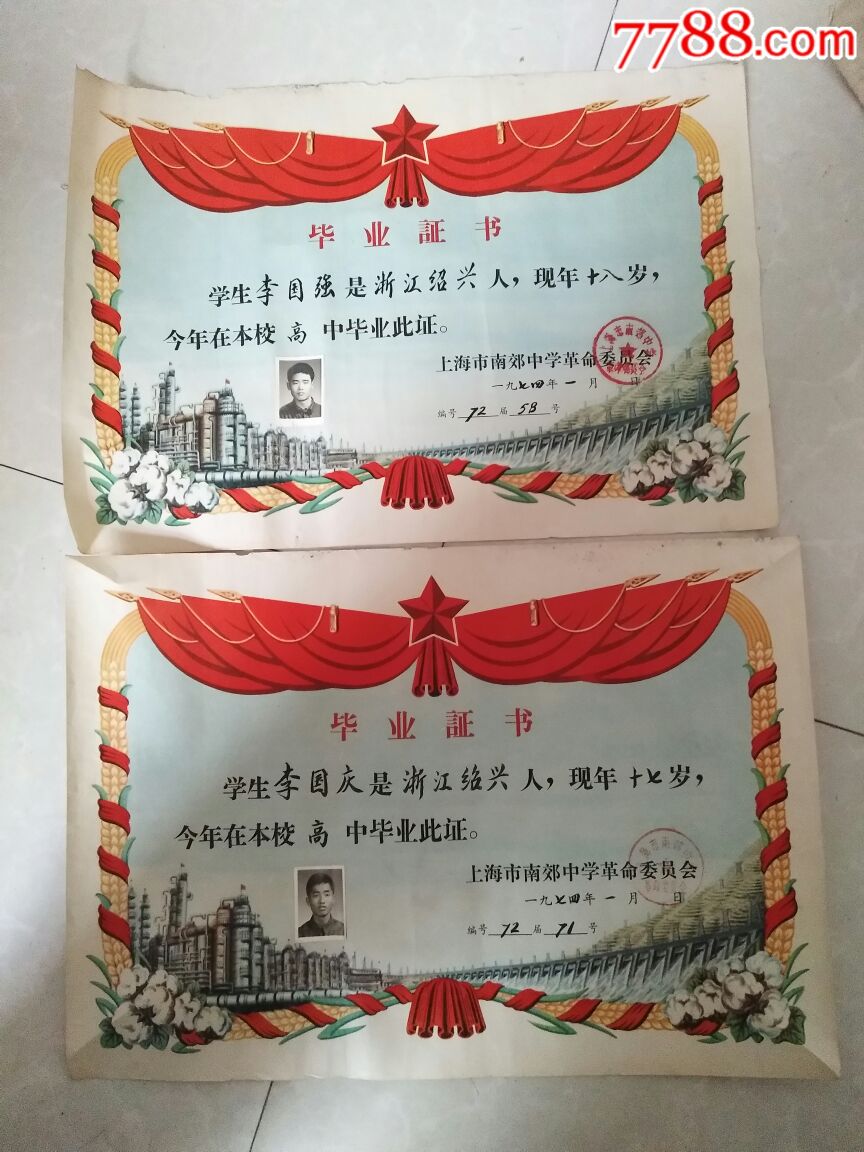 7788.com
毕业証书
学生李国强是浙江绍兴人，现年十八岁，
今年在本校高中毕业此证。
上海市南郊中学革命委员会
一九七四年一月 日
编号72届58号
毕业証书
学生李国庆是浙江绍兴人，现年十七岁，
今年在本校高中毕业此证。
上海市南郊中学革命委员会
一九七四年一月 日
编号72届71号